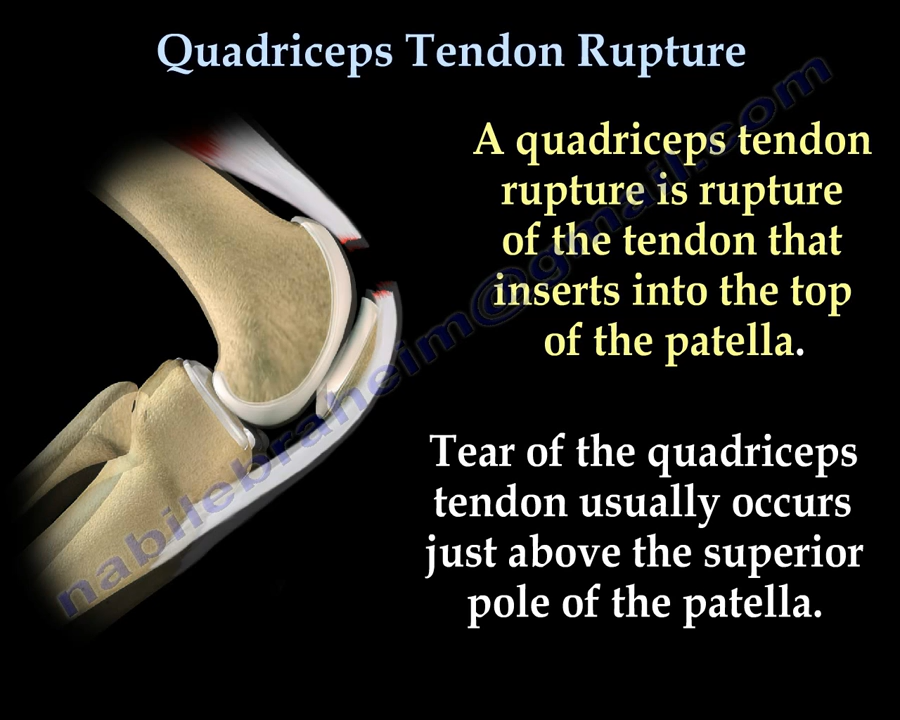 Quadriceps Tendon Rupture
A quadriceps tendon
rupture is rupture
of the tendon that
inserts into the top
of the patella.
Tear of the quadriceps
tendon usually occurs
just above the superior
pole of the patella.
nabilebraheim@gmail.com